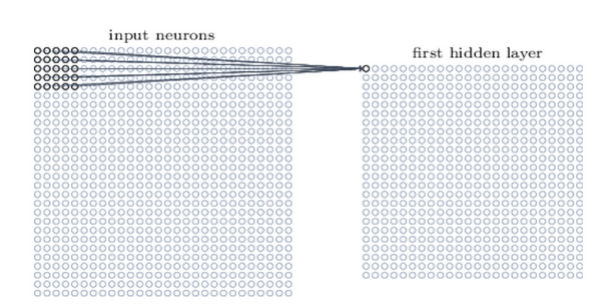 input neurons
first hidden layer